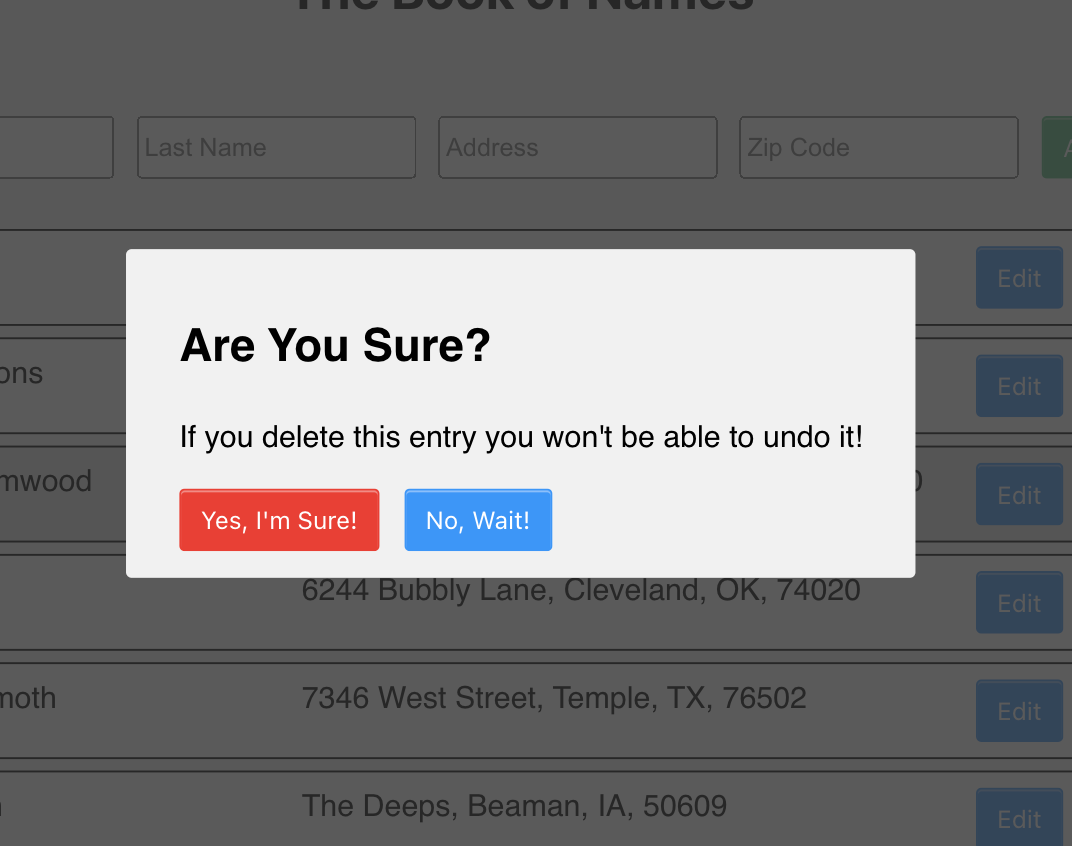 The Book of Names
Last Name Address Zip Code
Edit
Are You Sure?
ons Edit
If you delete this entry you won't be able to undo it!
mwood Edit
Yes, I'm Sure! No, Wait!
6244 Bubbly Lane, Cleveland, OK, 74020 Edit
moth 7346 West Street, Temple, TX, 76502 Edit
The Deeps, Beaman, IA, 50609 Edit